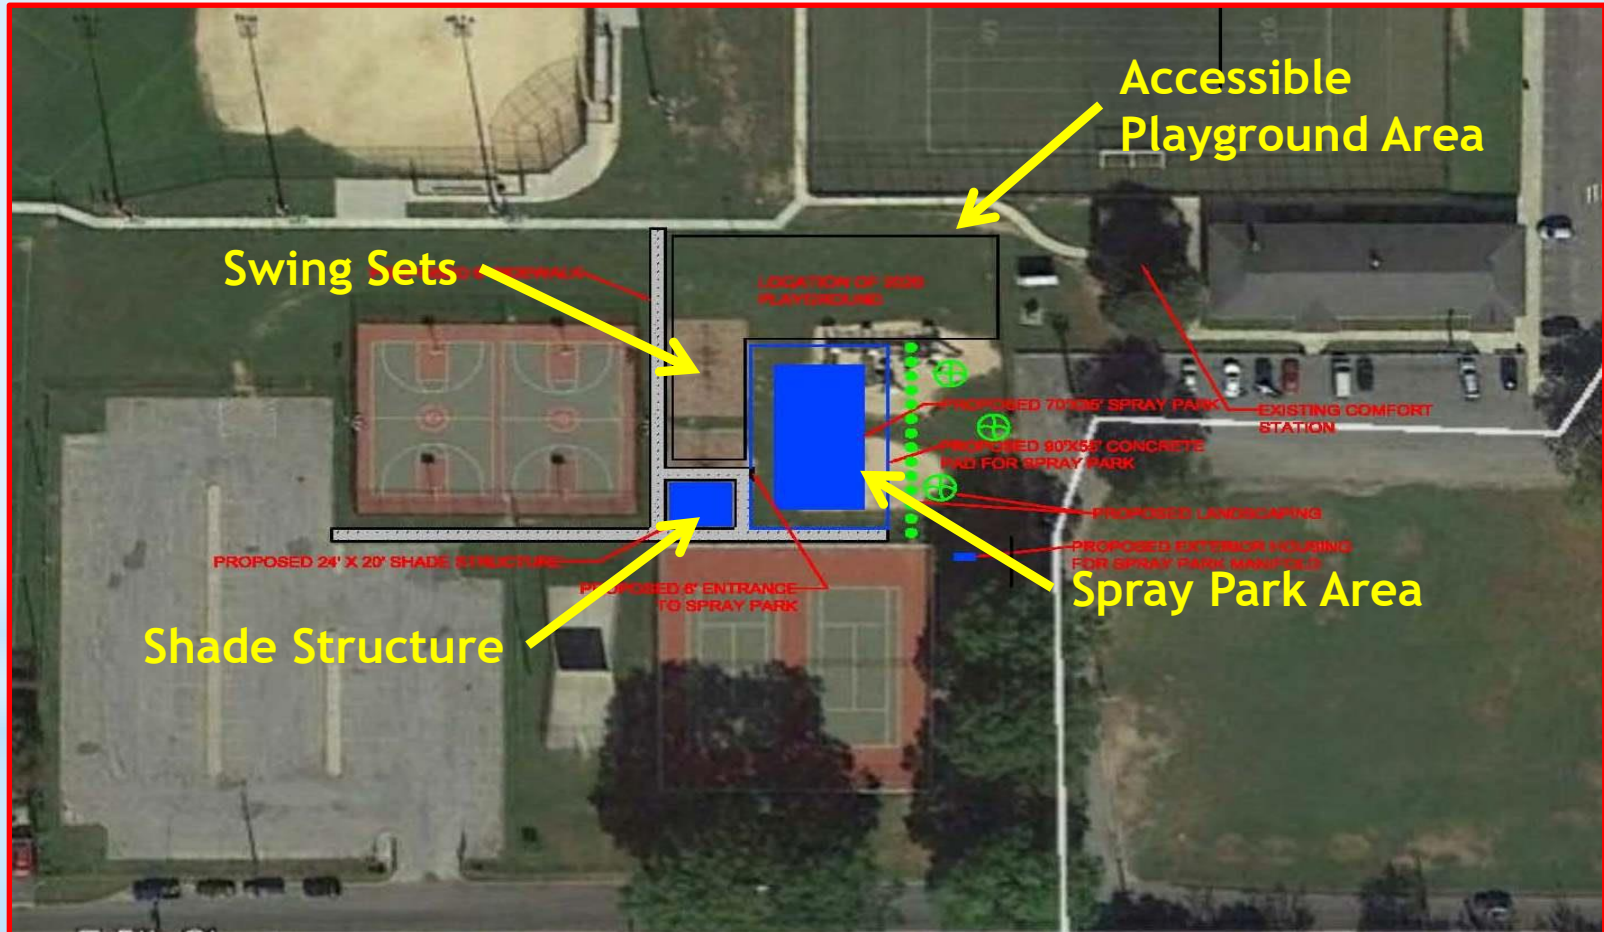 Accessible
Playground Area
Swing Sets
LOCATION OF 2020
PLAYGROUND
PROPOSED 70'X35' SPRAY PARK
EXISTING COMFORT
STATION
PROPOSED 90'X55' CONCRETE
PAD FOR SPRAY PARK
PROPOSED LANDSCAPING
PROPOSED EXTERIOR HOUSING
FOR SPRAY PARK MANIFOLD
PROPOSED 24' X 20' SHADE STRUCTURE
PROPOSED 6' ENTRANCE
TO SPRAY PARK
Spray Park Area
Shade Structure